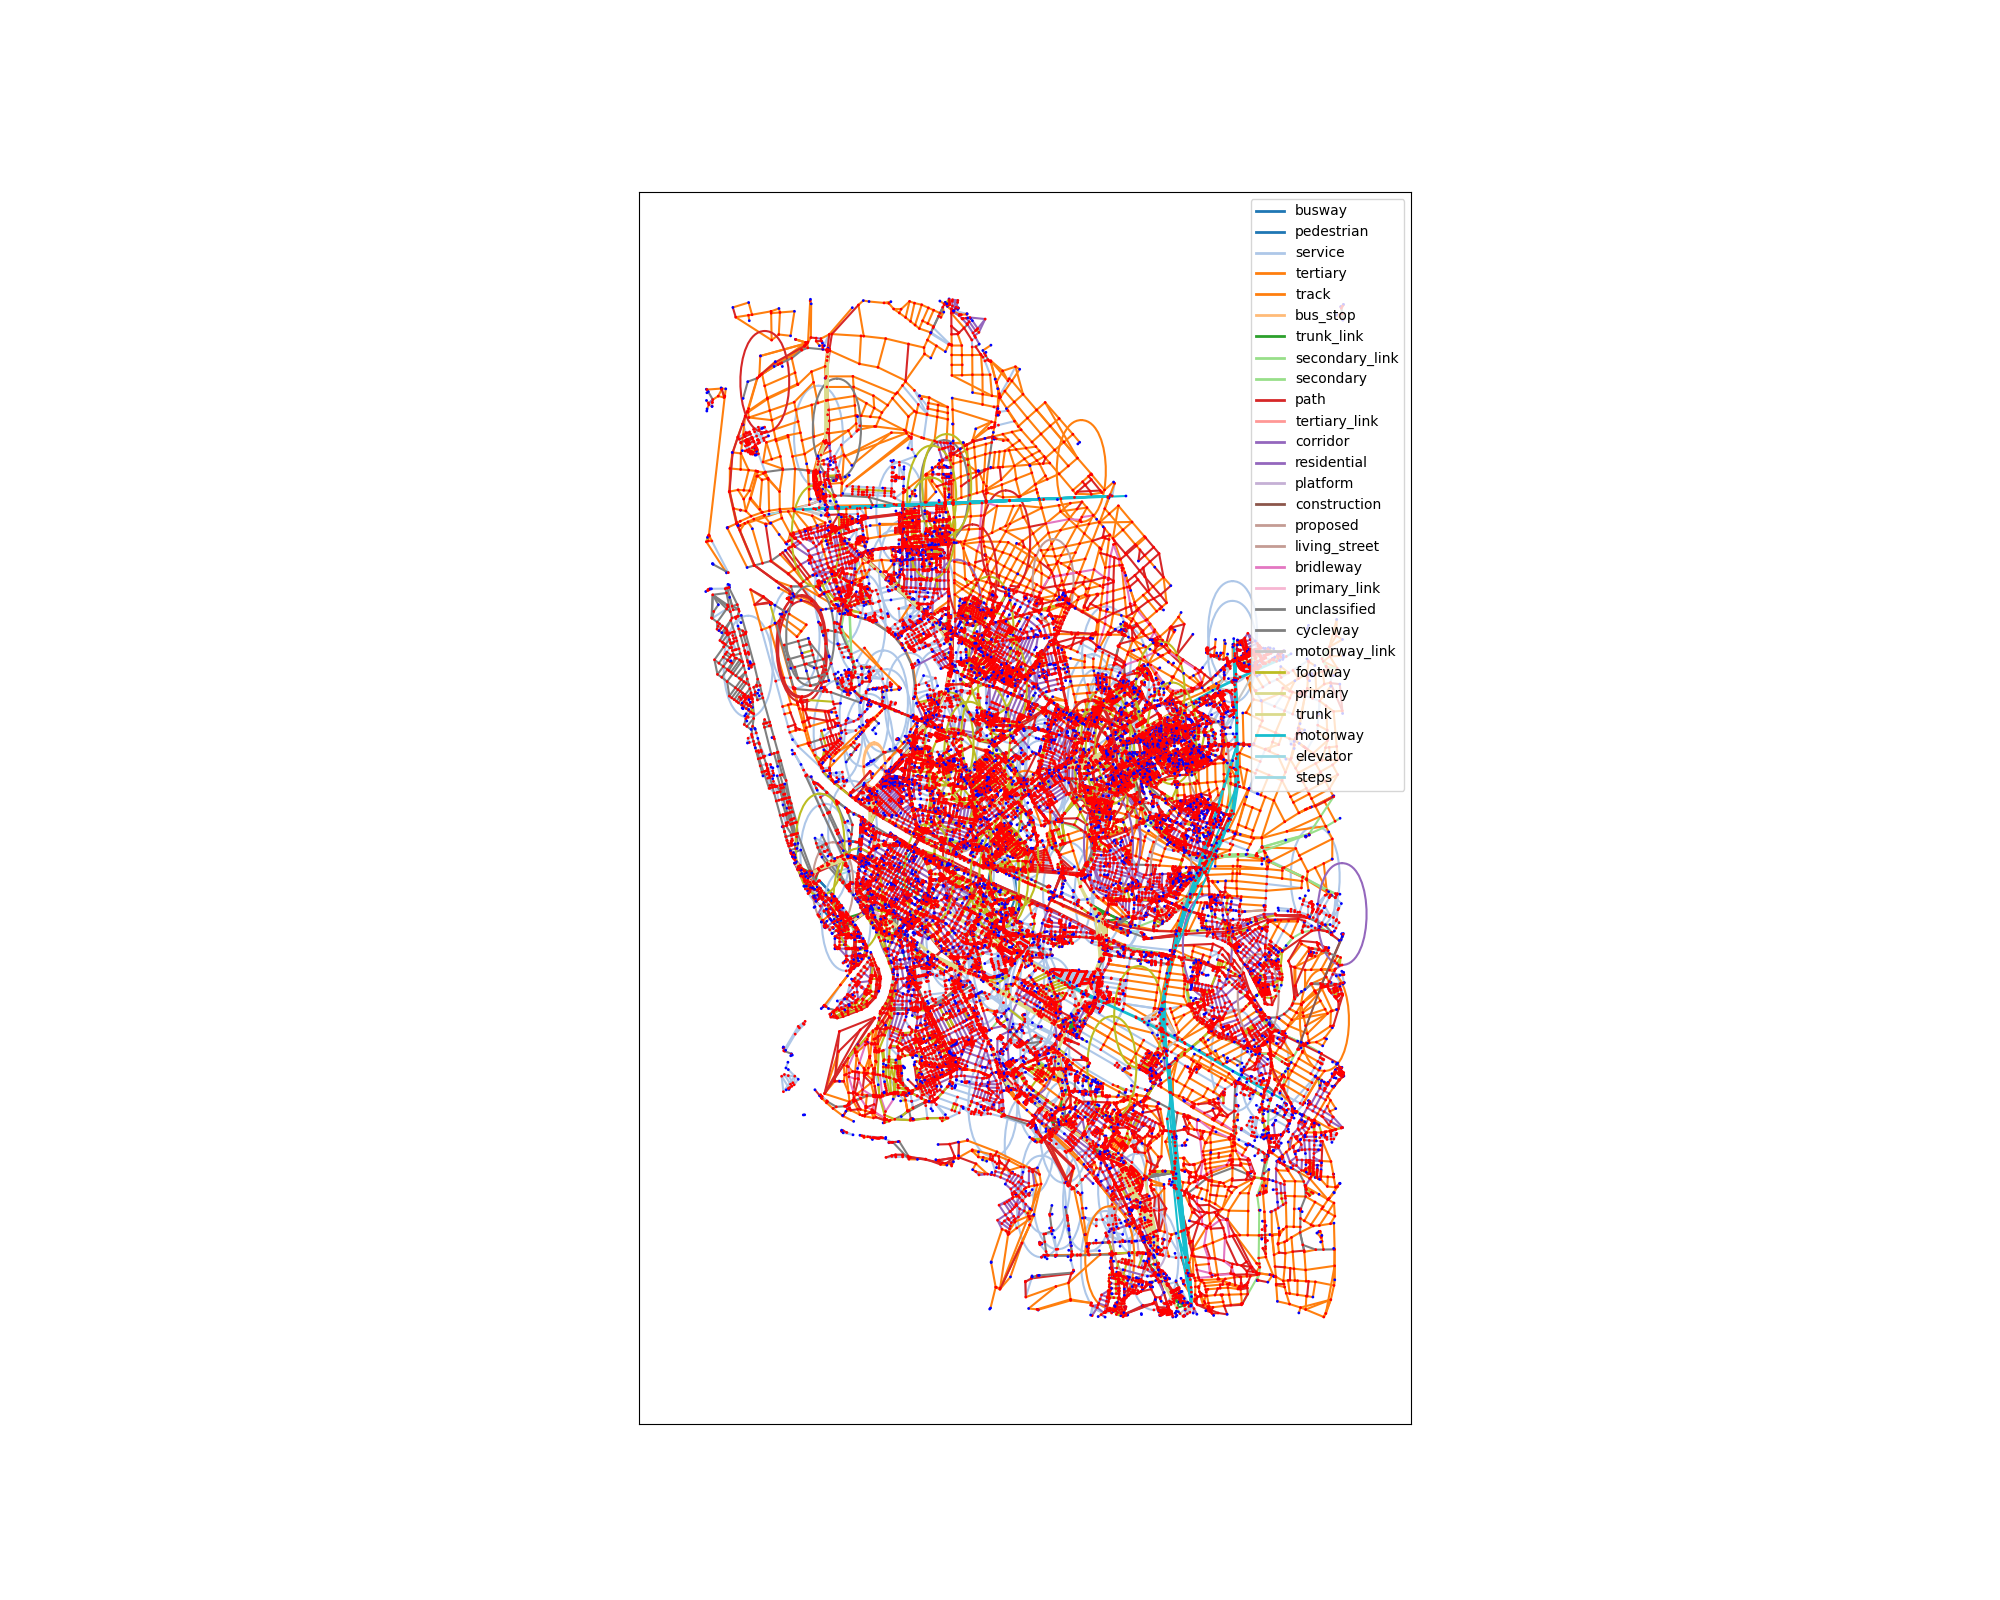 busway
pedestrian
service
tertiary
track
bus_stop
trunk_link
secondary_link
secondary
path
tertiary_link
corridor
residential
platform
construction
proposed
living_street
bridleway
primary_link
unclassified
cycleway
motorway_link
footway
primary
trunk
motorway
elevator
steps